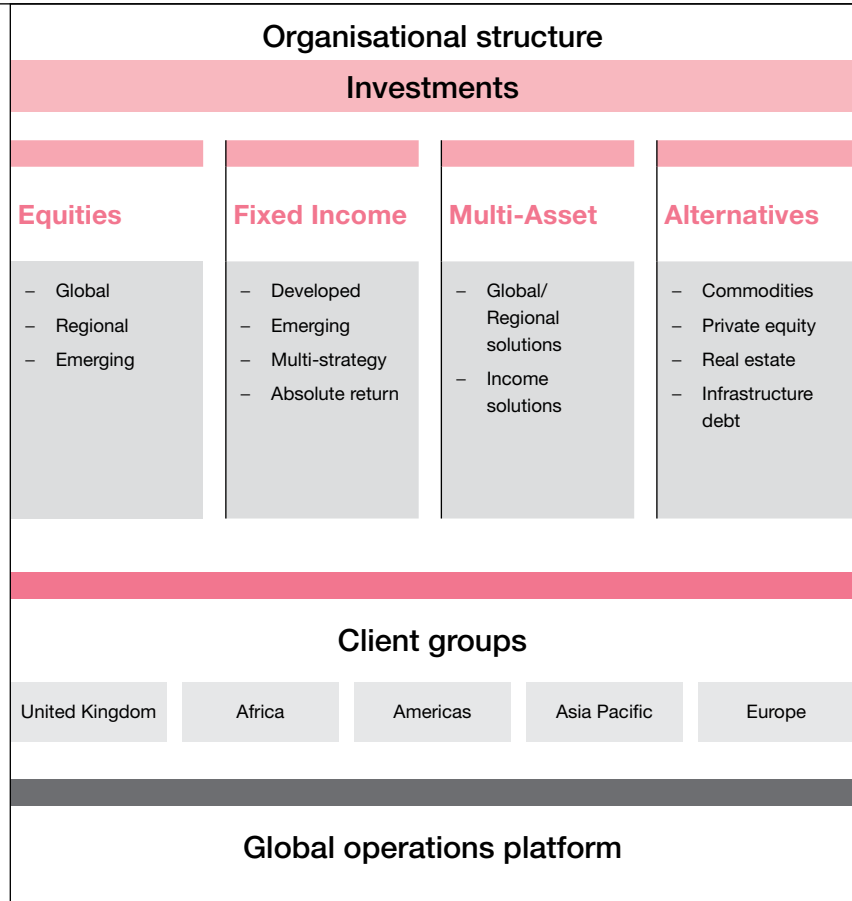 Organisational structure
Investments
Equities
– Global
– Regional
– Emerging
Fixed Income
– Developed
– Emerging
– Multi-strategy
– Absolute return
Multi-Asset
– Global/
Regional
solutions
– Income
solutions
Alternatives
– Commodities
– Private equity
– Real estate
– Infrastructure
debt
Client groups
United Kingdom
Africa
Americas
Asia Pacific
Europe
Global operations platform